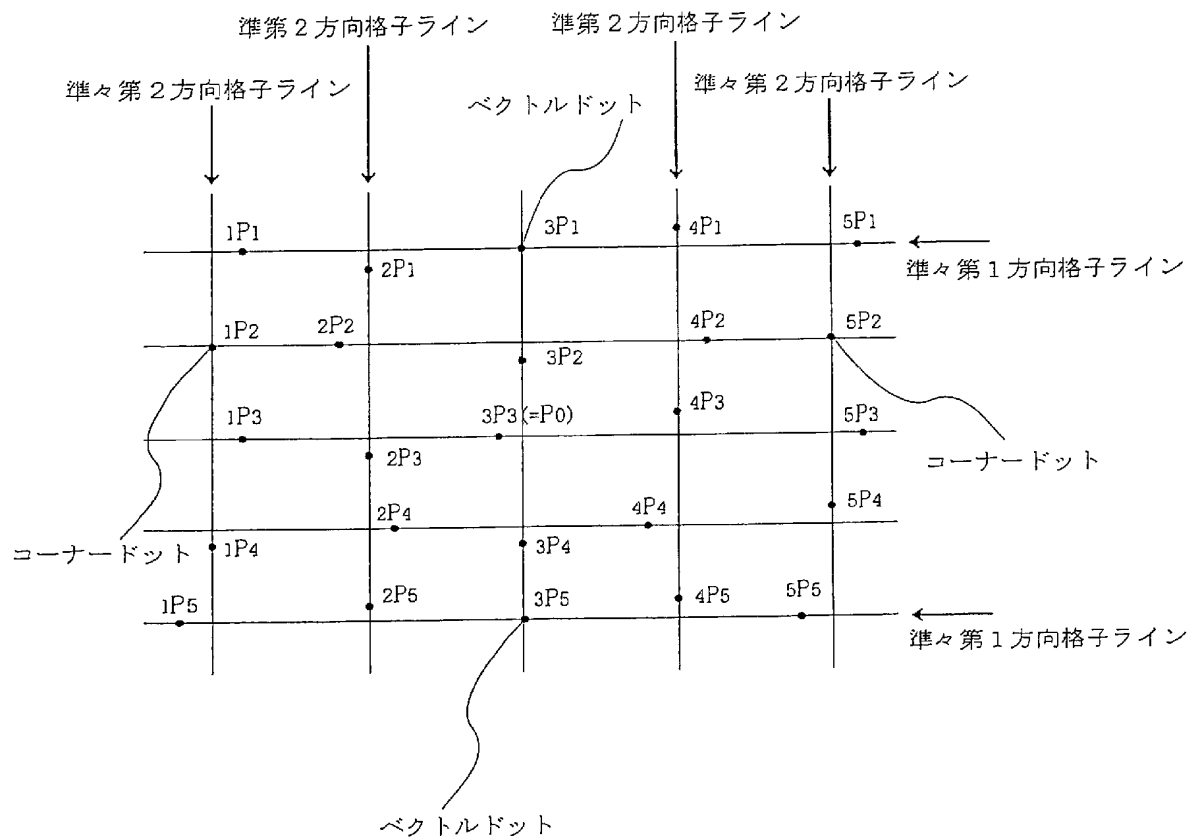 準第２方向格子ライン
準第２方向格子ライン
準々第２方向格子ライン
準々第２方向格子ライン
ベクトルドット
1P1
2P1
3P1
4P1
5P1
準々第１方向格子ライン
1P2
2P2
3P2
4P2
5P2
1P3
2P3
3P3(=P0)
4P3
5P3
コーナードット
コーナードット
1P4
2P4
3P4
4P4
5P4
1P5
2P5
3P5
4P5
5P5
準々第１方向格子ライン
ベクトルドット